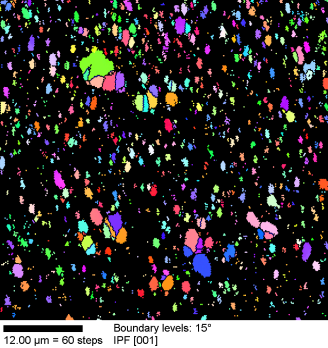 Boundary levels: 15°
12.00 µm = 60 steps IPF [001]